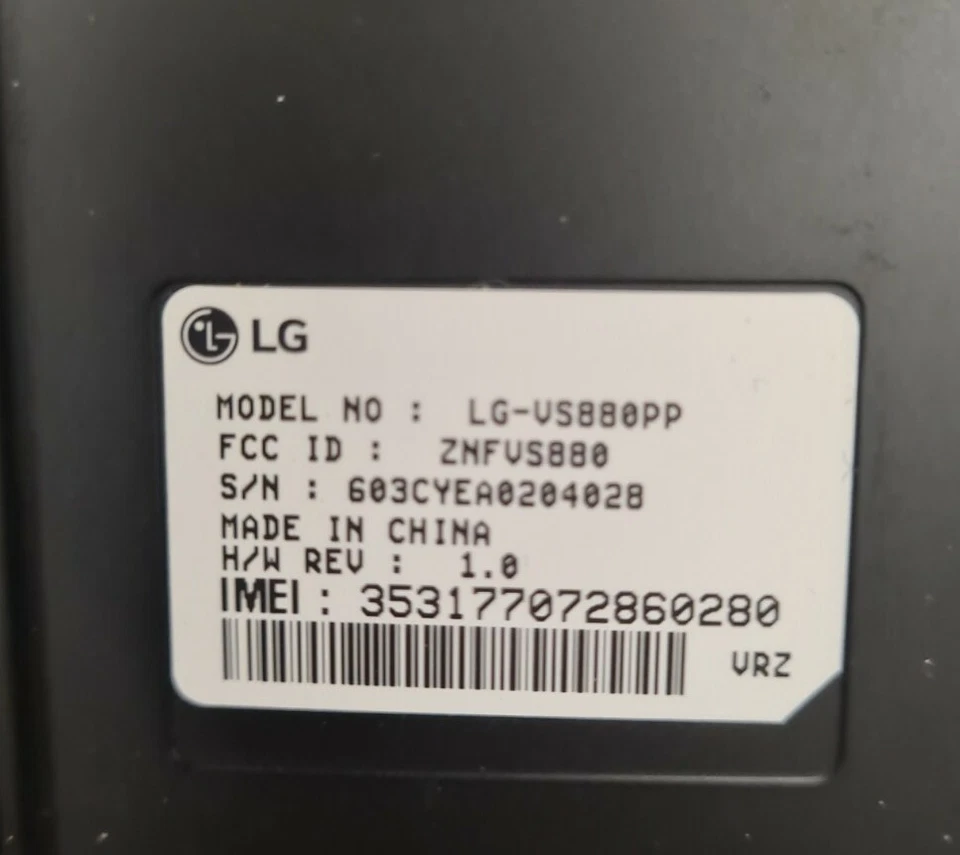 LG
MODEL NO : LG-VS880PP
FCC ID : ZNFVS880
S/N : 603CYEA0204028
MADE IN CHINA
H/W REV : 1.0
IMEI : 353177072860280
VRZ